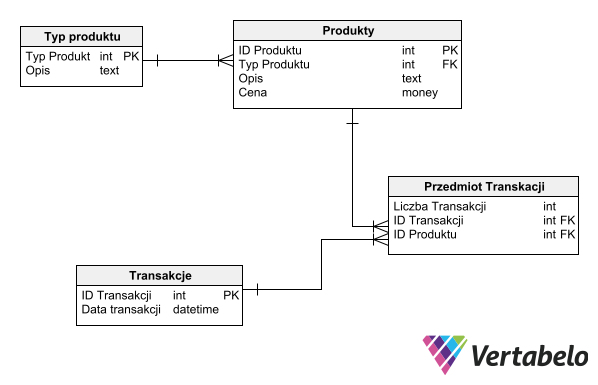 Typ produktu
Typ Produkt int PK
Opis text
Produkty
ID Produktu int PK
Typ Produktu int FK
Opis text
Cena money
Przedmiot Transkacji
Liczba Transakcji int
ID Transakcji int FK
ID Produktu int FK
Transakcje
ID Transakcji int PK
Data transakcji datetime
Vertabelo